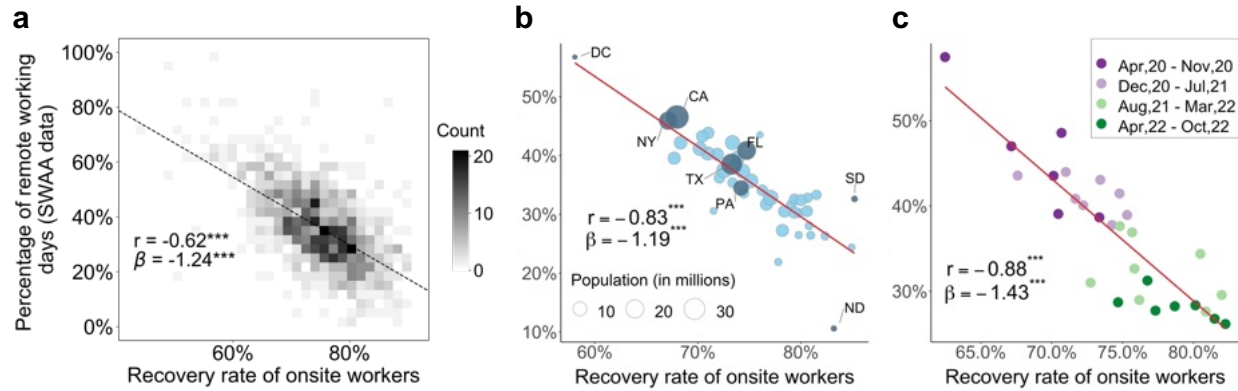 a
Percentage of remote working
days (SWAA data)
100%
80%
60%
40%
20%
0%
r = -0.62***
β = -1.24***
60%
80%
Recovery rate of onsite workers
Count
20
10
0
b
50%
40%
30%
20%
10%
DC
CA
NY
FL
TX
PA
SD
ND
r = − 0.83***
β = − 1.19***
Population (in millions)
10
20
30
60%
70%
80%
Recovery rate of onsite workers
c
50%
40%
30%
Apr,20 - Nov,20
Dec,20 - Jul,21
Aug,21 - Mar,22
Apr,22 - Oct,22
r = − 0.88***
β = − 1.43***
65.0%
70.0%
75.0%
80.0%
Recovery rate of onsite workers